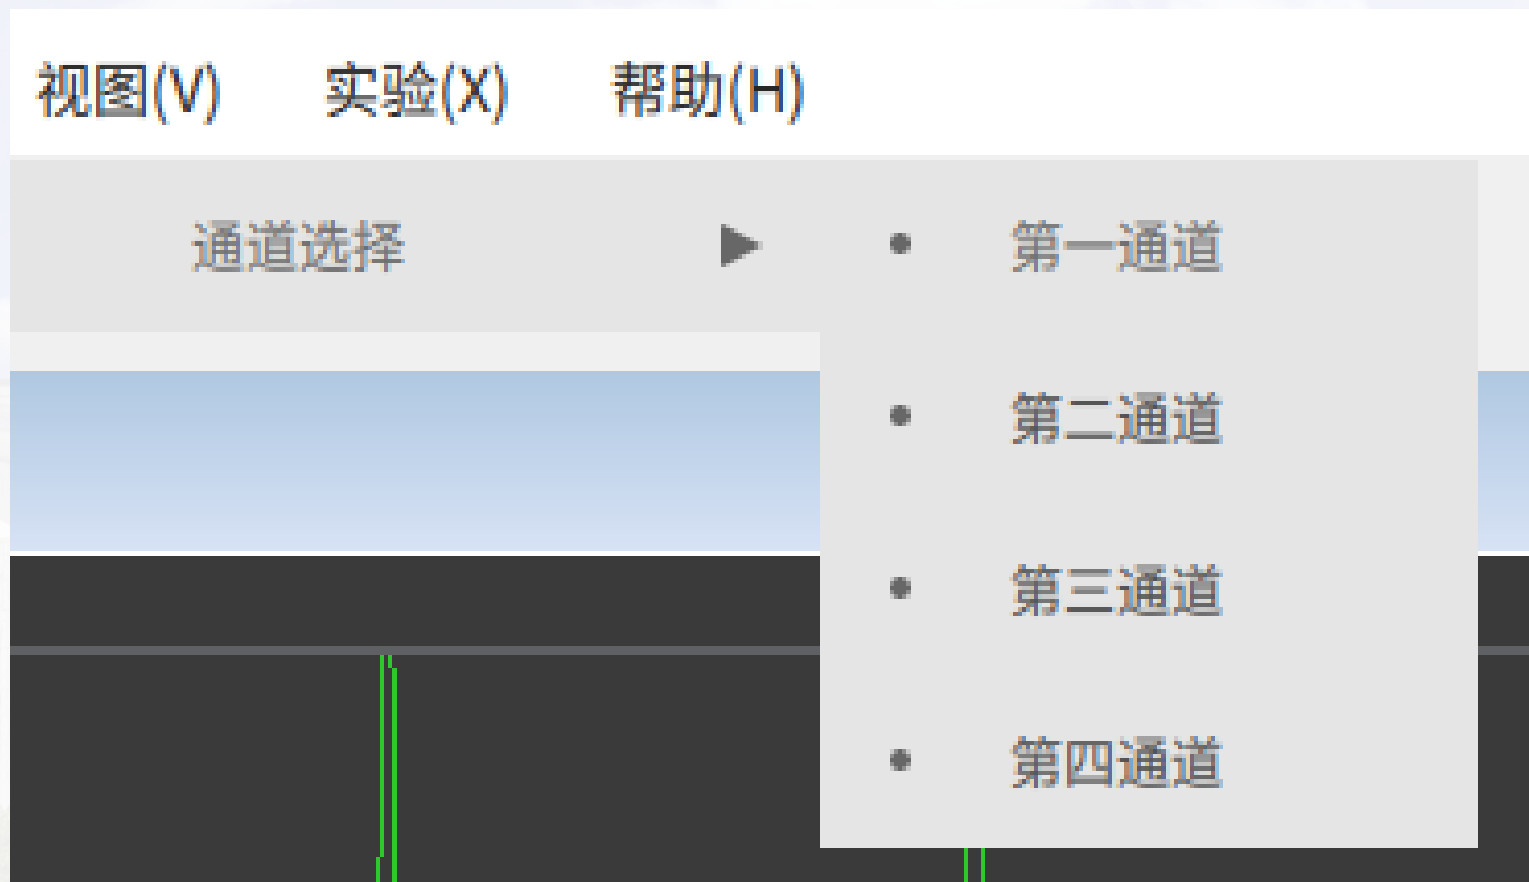 视图(V) 实验(X) 帮助(H)
通道选择 ▶ • 第一通道
• 第二通道
• 第三通道
• 第四通道